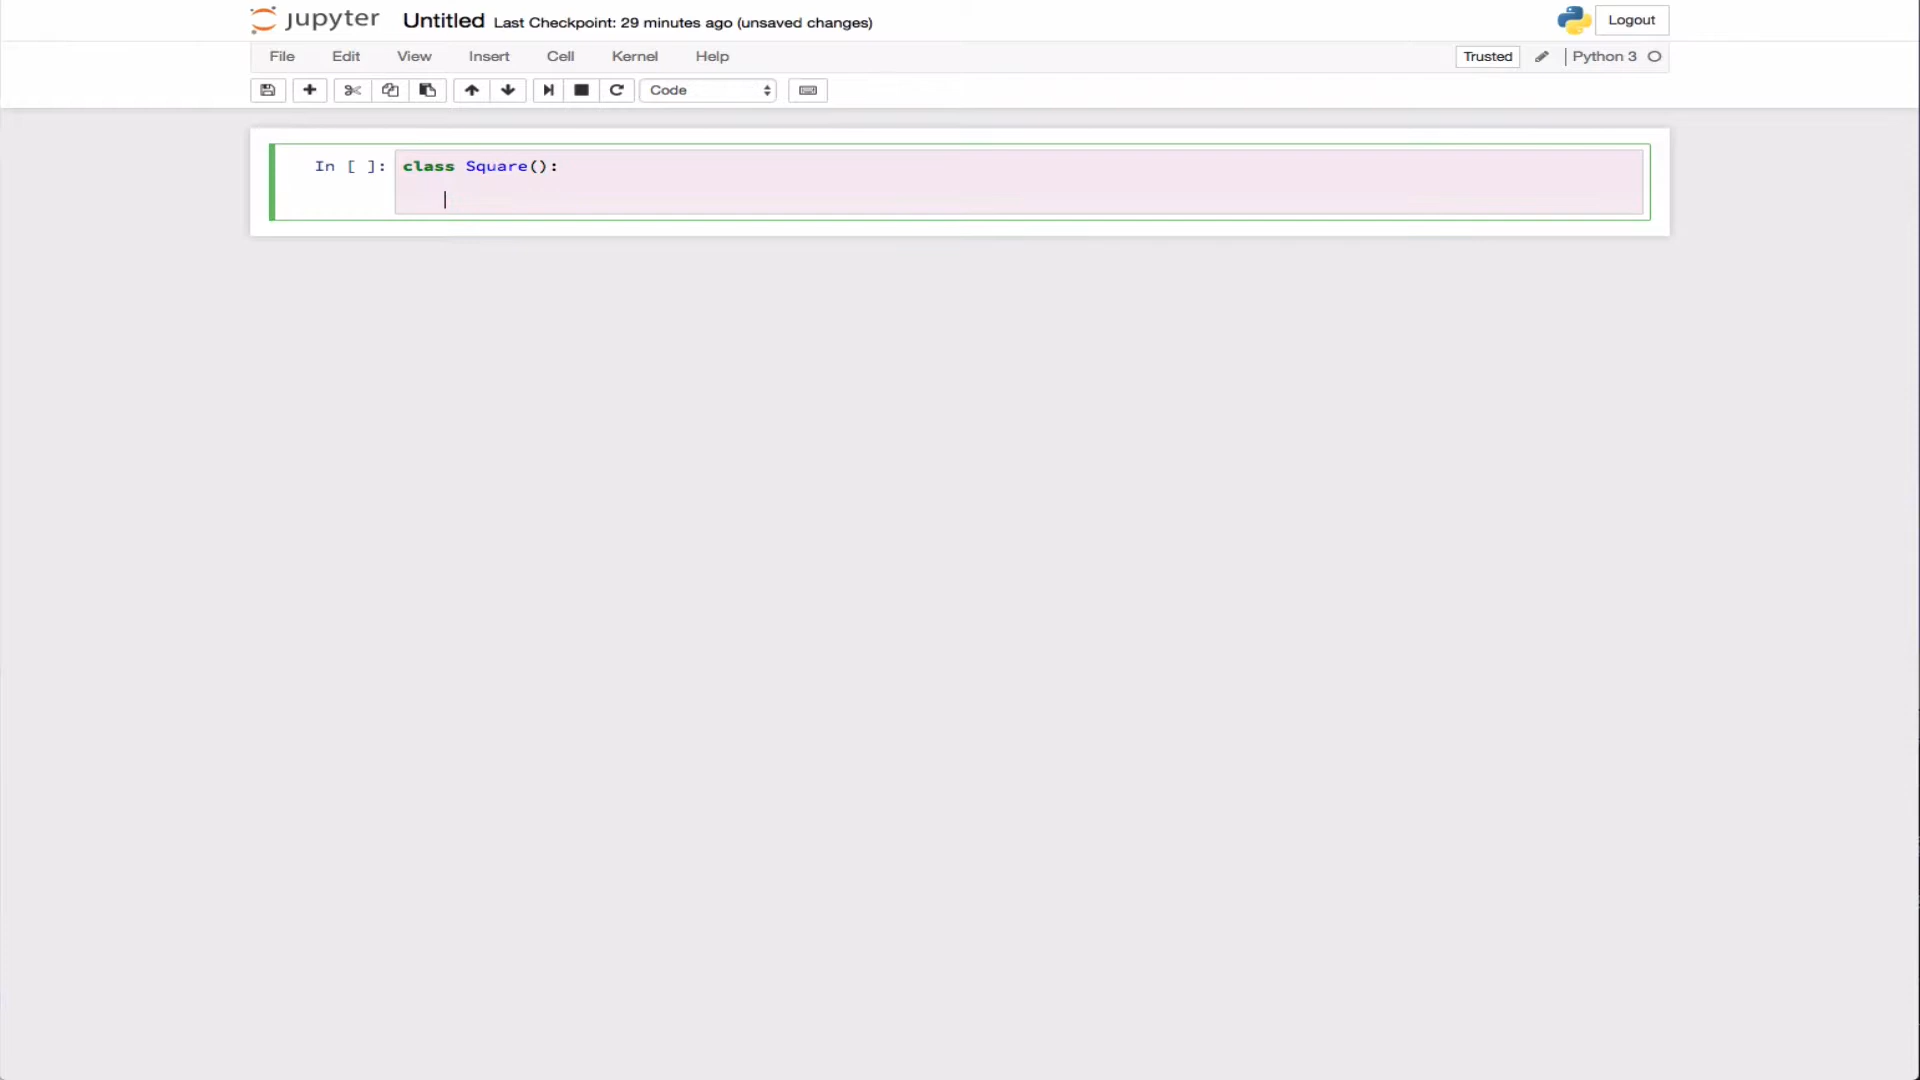 jupyter Untitled Last Checkpoint: 29 minutes ago (unsaved changes) Logout
File Edit View Insert Cell Kernel Help Trusted Python 3
Code
In [ ]: class Square():